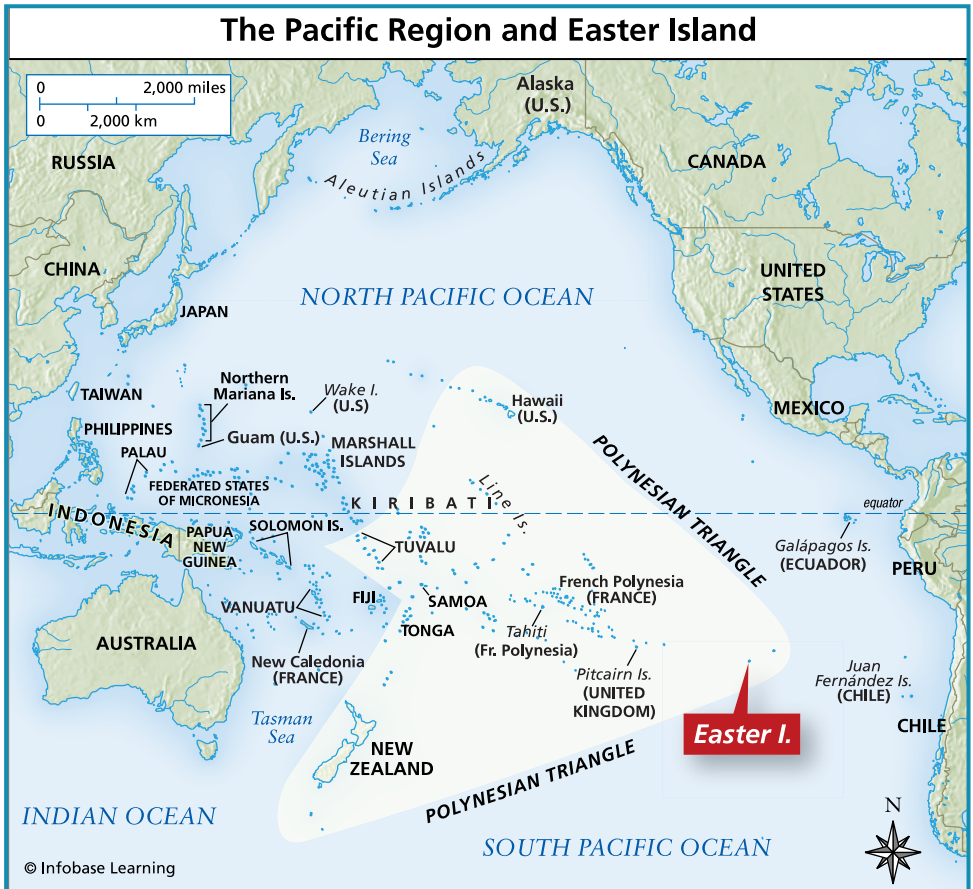 The Pacific Region and Easter Island
0 2,000 miles
0 2,000 km
Alaska
(U.S.)
Bering
Sea
Aleutian Islands
RUSSIA
CANADA
CHINA
UNITED
STATES
JAPAN
NORTH PACIFIC OCEAN
TAIWAN
Northern
Mariana Is.
Wake I.
(U.S)
Hawaii
(U.S.)
MEXICO
PHILIPPINES
Guam (U.S.)
MARSHALL
ISLANDS
PALAU
FEDERATED STATES
OF MICRONESIA
POLYNESIAN TRIANGLE
KIRIBATI
Line Is.
equator
INDONESIA
PAPUA
NEW
GUINEA
SOLOMON IS.
TUVALU
Galápagos Is.
(ECUADOR)
PERU
VANUATU
FIJI
SAMOA
French Polynesia
(FRANCE)
AUSTRALIA
TONGA
Tahiti
(Fr. Polynesia)
New Caledonia
(FRANCE)
Pitcairn Is.
(UNITED
KINGDOM)
Juan
Fernández Is.
(CHILE)
Tasman
Sea
Easter I.
CHILE
NEW
ZEALAND
POLYNESIAN TRIANGLE
INDIAN OCEAN
SOUTH PACIFIC OCEAN
N
© Infobase Learning